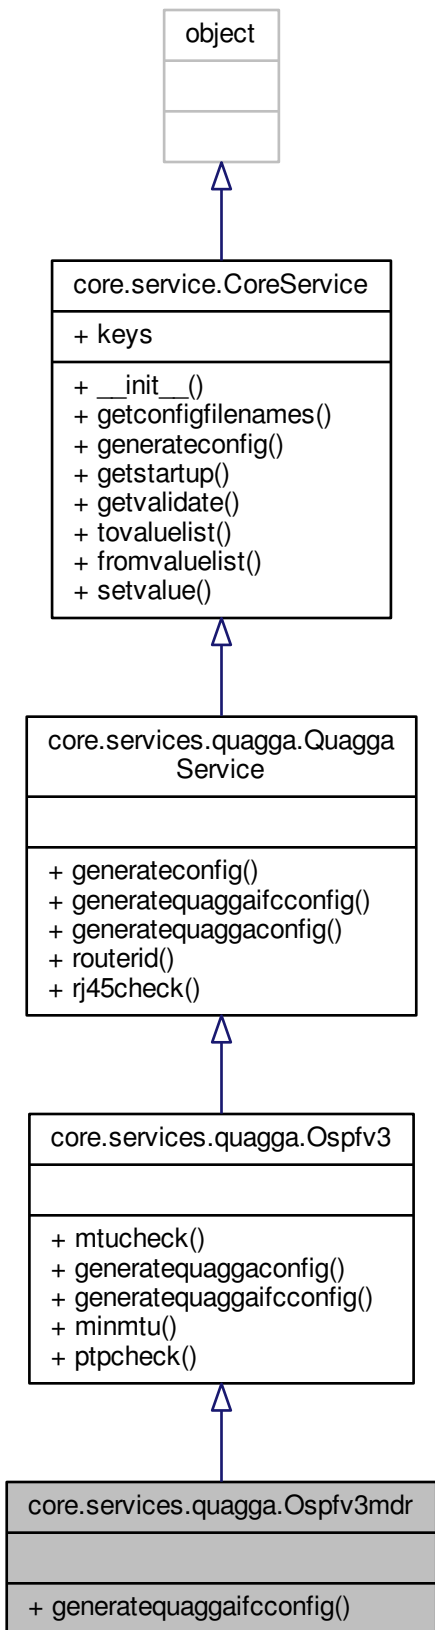 object
core.service.CoreService
+ keys
+ __init__()
+ getconfigfilenames()
+ generateconfig()
+ getstartup()
+ getvalidate()
+ tovaluelist()
+ fromvaluelist()
+ setvalue()
core.services.quagga.Quagga
Service
+ generateconfig()
+ generatequaggaifcconfig()
+ generatequaggaconfig()
+ routerid()
+ rj45check()
core.services.quagga.Ospfv3
+ mtucheck()
+ generatequaggaconfig()
+ generatequaggaifcconfig()
+ minmtu()
+ ptpcheck()
core.services.quagga.Ospfv3mdr
+ generatequaggaifcconfig()